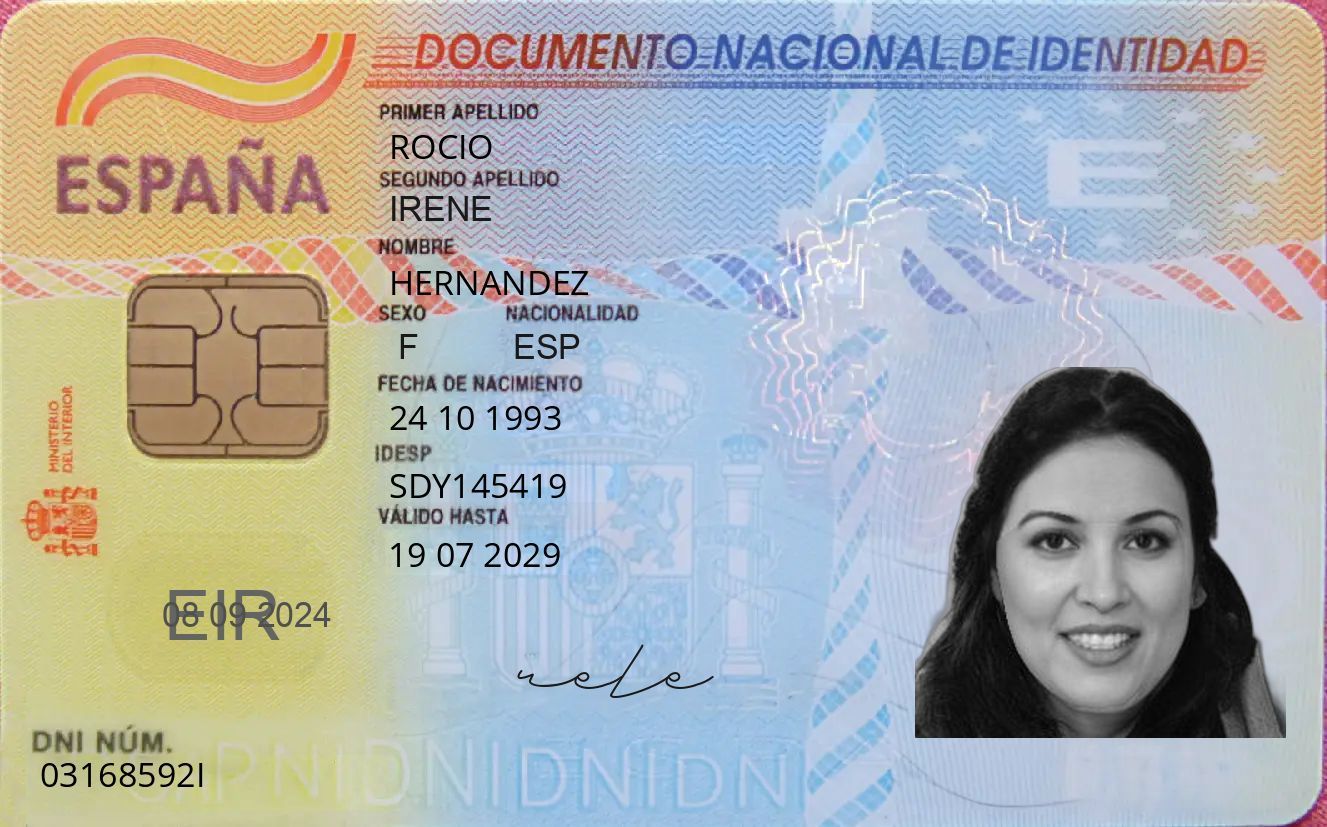 DOCUMENTO NACIONAL DE IDENTIDAD
ESPAÑA
E
PRIMER APELLIDO
ROCIO
SEGUNDO APELLIDO
IRENE
NOMBRE
HERNANDEZ
SEXO NACIONALIDAD
F ESP
FECHA DE NACIMIENTO
24 10 1993
IDESP
SDY145419
VÁLIDO HASTA
19 07 2029
MINISTERIO
DEL INTERIOR
EIR
08 09 2024
rele
DNI NÚM.
03168592I
DNIDNIDNIDN